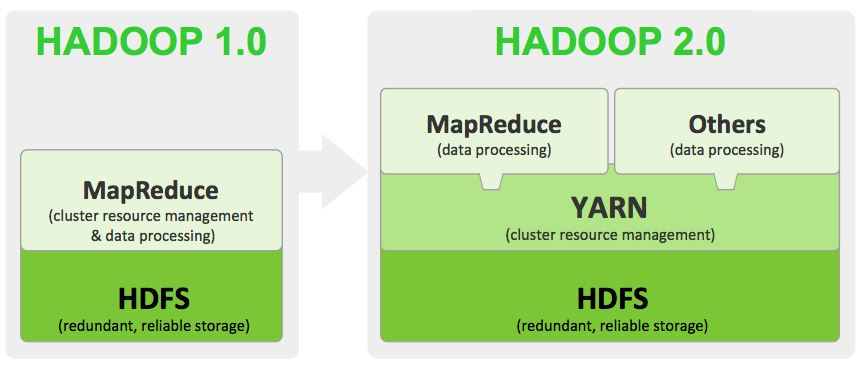 HADOOP 1.0
MapReduce
(cluster resource management
& data processing)
HDFS
(redundant, reliable storage)
HADOOP 2.0
MapReduce
(data processing)
Others
(data processing)
YARN
(cluster resource management)
HDFS
(redundant, reliable storage)